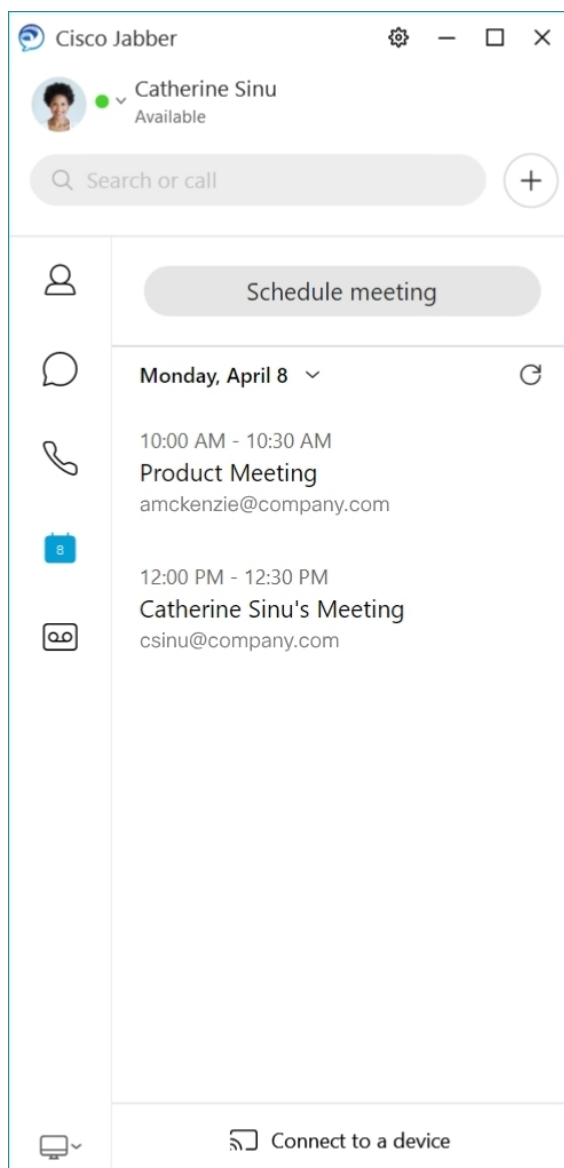 Cisco Jabber
Catherine Sinu
Available
Search or call
Schedule meeting
Monday, April 8
10:00 AM - 10:30 AM
Product Meeting
amckenzie@company.com
8
12:00 PM - 12:30 PM
Catherine Sinu's Meeting
csinu@company.com
Connect to a device